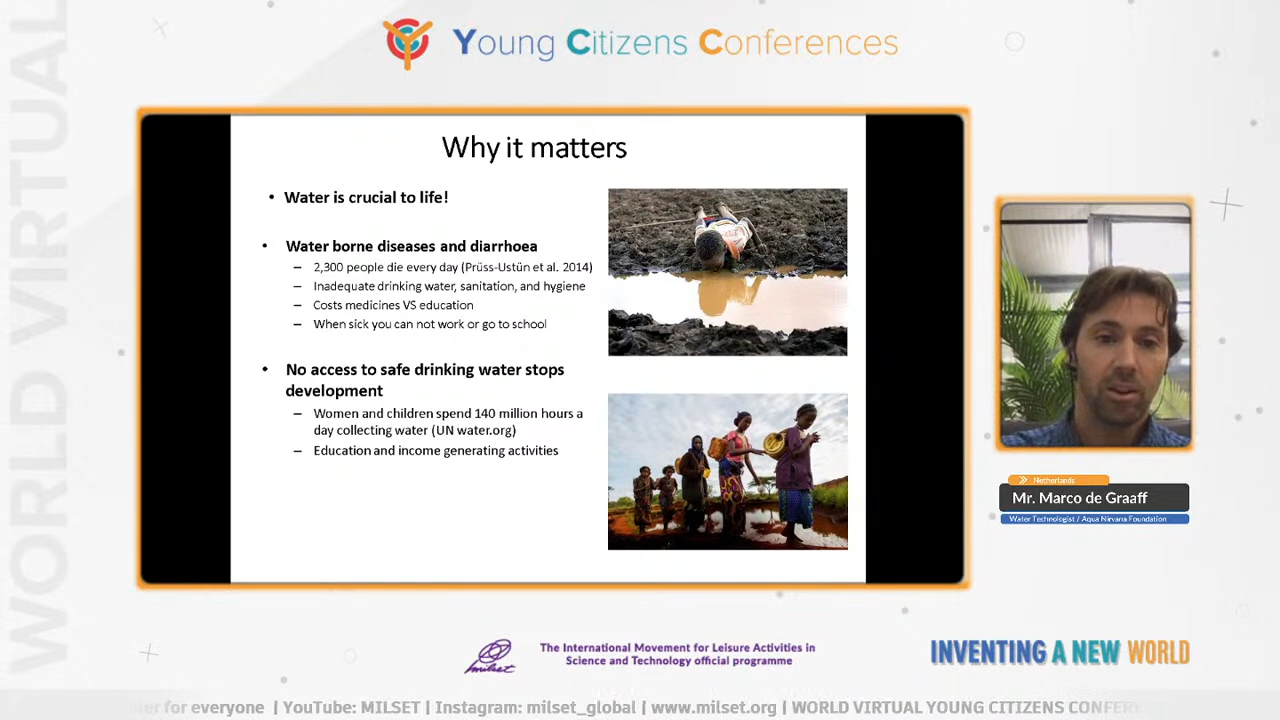 WORLD VIRTUAL
Young Citizens Conferences
Why it matters
• Water is crucial to life!
• Water borne diseases and diarrhoea
– 2,300 people die every day (Prüss-Ustün et al. 2014)
– Inadequate drinking water, sanitation, and hygiene
– Costs medicines VS education
– When sick you can not work or go to school
• No access to safe drinking water stops
development
– Women and children spend 140 million hours a
day collecting water (UN water.org)
– Education and income generating activities
Netherlands
Mr. Marco de Graaff
Water Technologist / Aqua Nirvana Foundation
milset
The International Movement for Leisure Activities in
Science and Technology official programme
INVENTING A NEW WORLD
for everyone | YouTube: MILSET | Instagram: milset_global | www.milset.org | WORLD VIRTUAL YOUNG CITIZENS